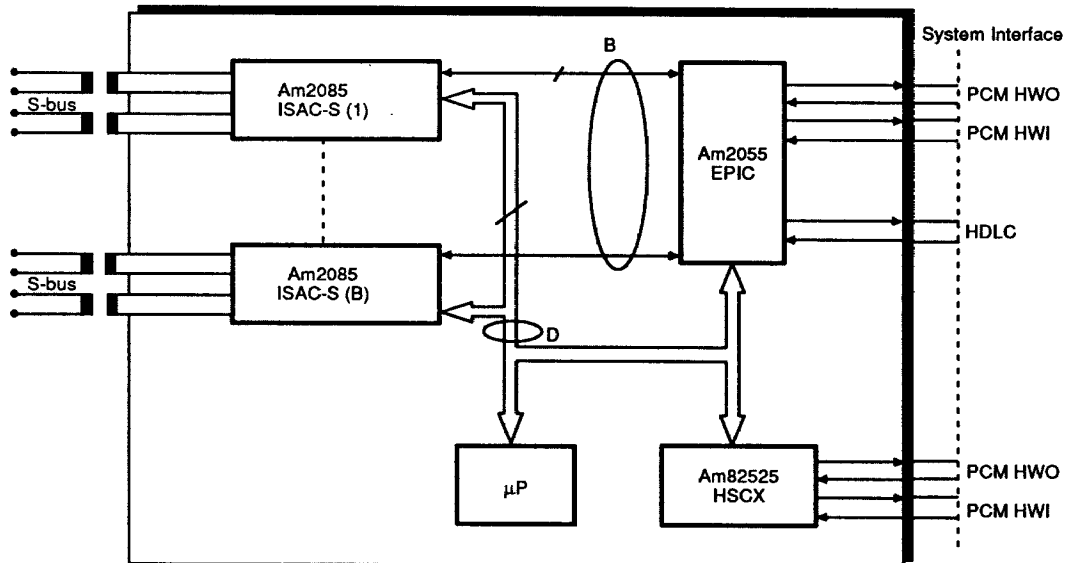 B
System Interface
Am2085
ISAC-S (1)
S-bus
PCM HWO
PCM HWI
Am2055
EPIC
HDLC
Am2085
ISAC-S (B)
S-bus
D
μP
Am82525
HSCX
PCM HWO
PCM HWI